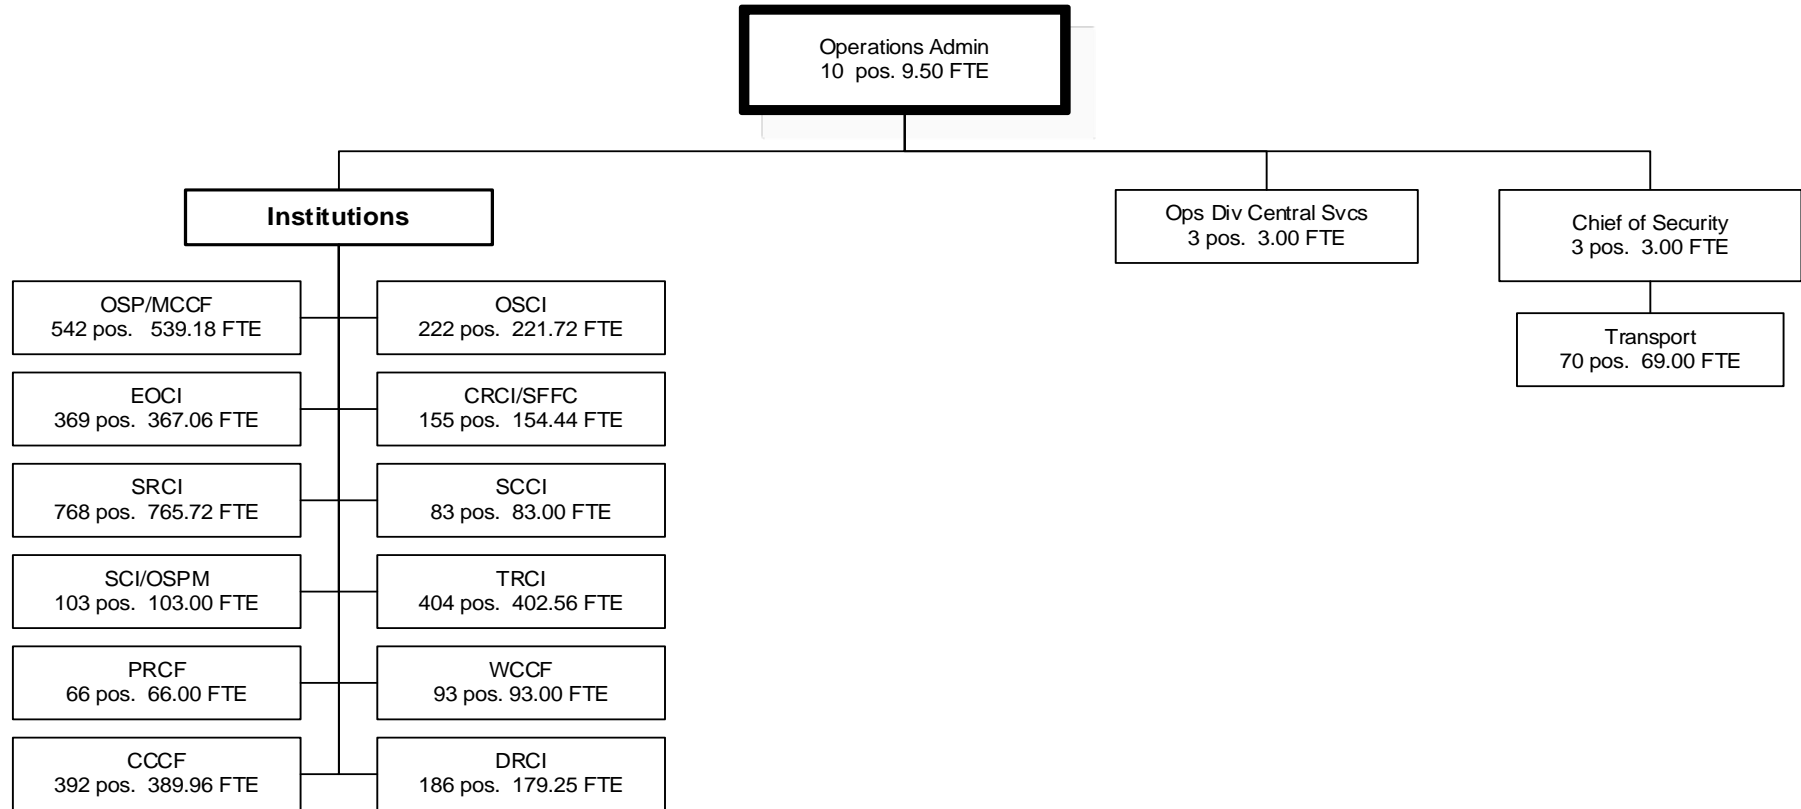 Operations Admin
10 pos. 9.50 FTE
Institutions
Ops Div Central Svcs
3 pos. 3.00 FTE
Chief of Security
3 pos. 3.00 FTE
Transport
70 pos. 69.00 FTE
OSP/MCCF
542 pos. 539.18 FTE
OSCI
222 pos. 221.72 FTE
EOCI
369 pos. 367.06 FTE
CRCI/SFFC
155 pos. 154.44 FTE
SRCI
768 pos. 765.72 FTE
SCCI
83 pos. 83.00 FTE
SCI/OSPM
103 pos. 103.00 FTE
TRCI
404 pos. 402.56 FTE
PRCF
66 pos. 66.00 FTE
WCCF
93 pos. 93.00 FTE
CCCF
392 pos. 389.96 FTE
DRCI
186 pos. 179.25 FTE